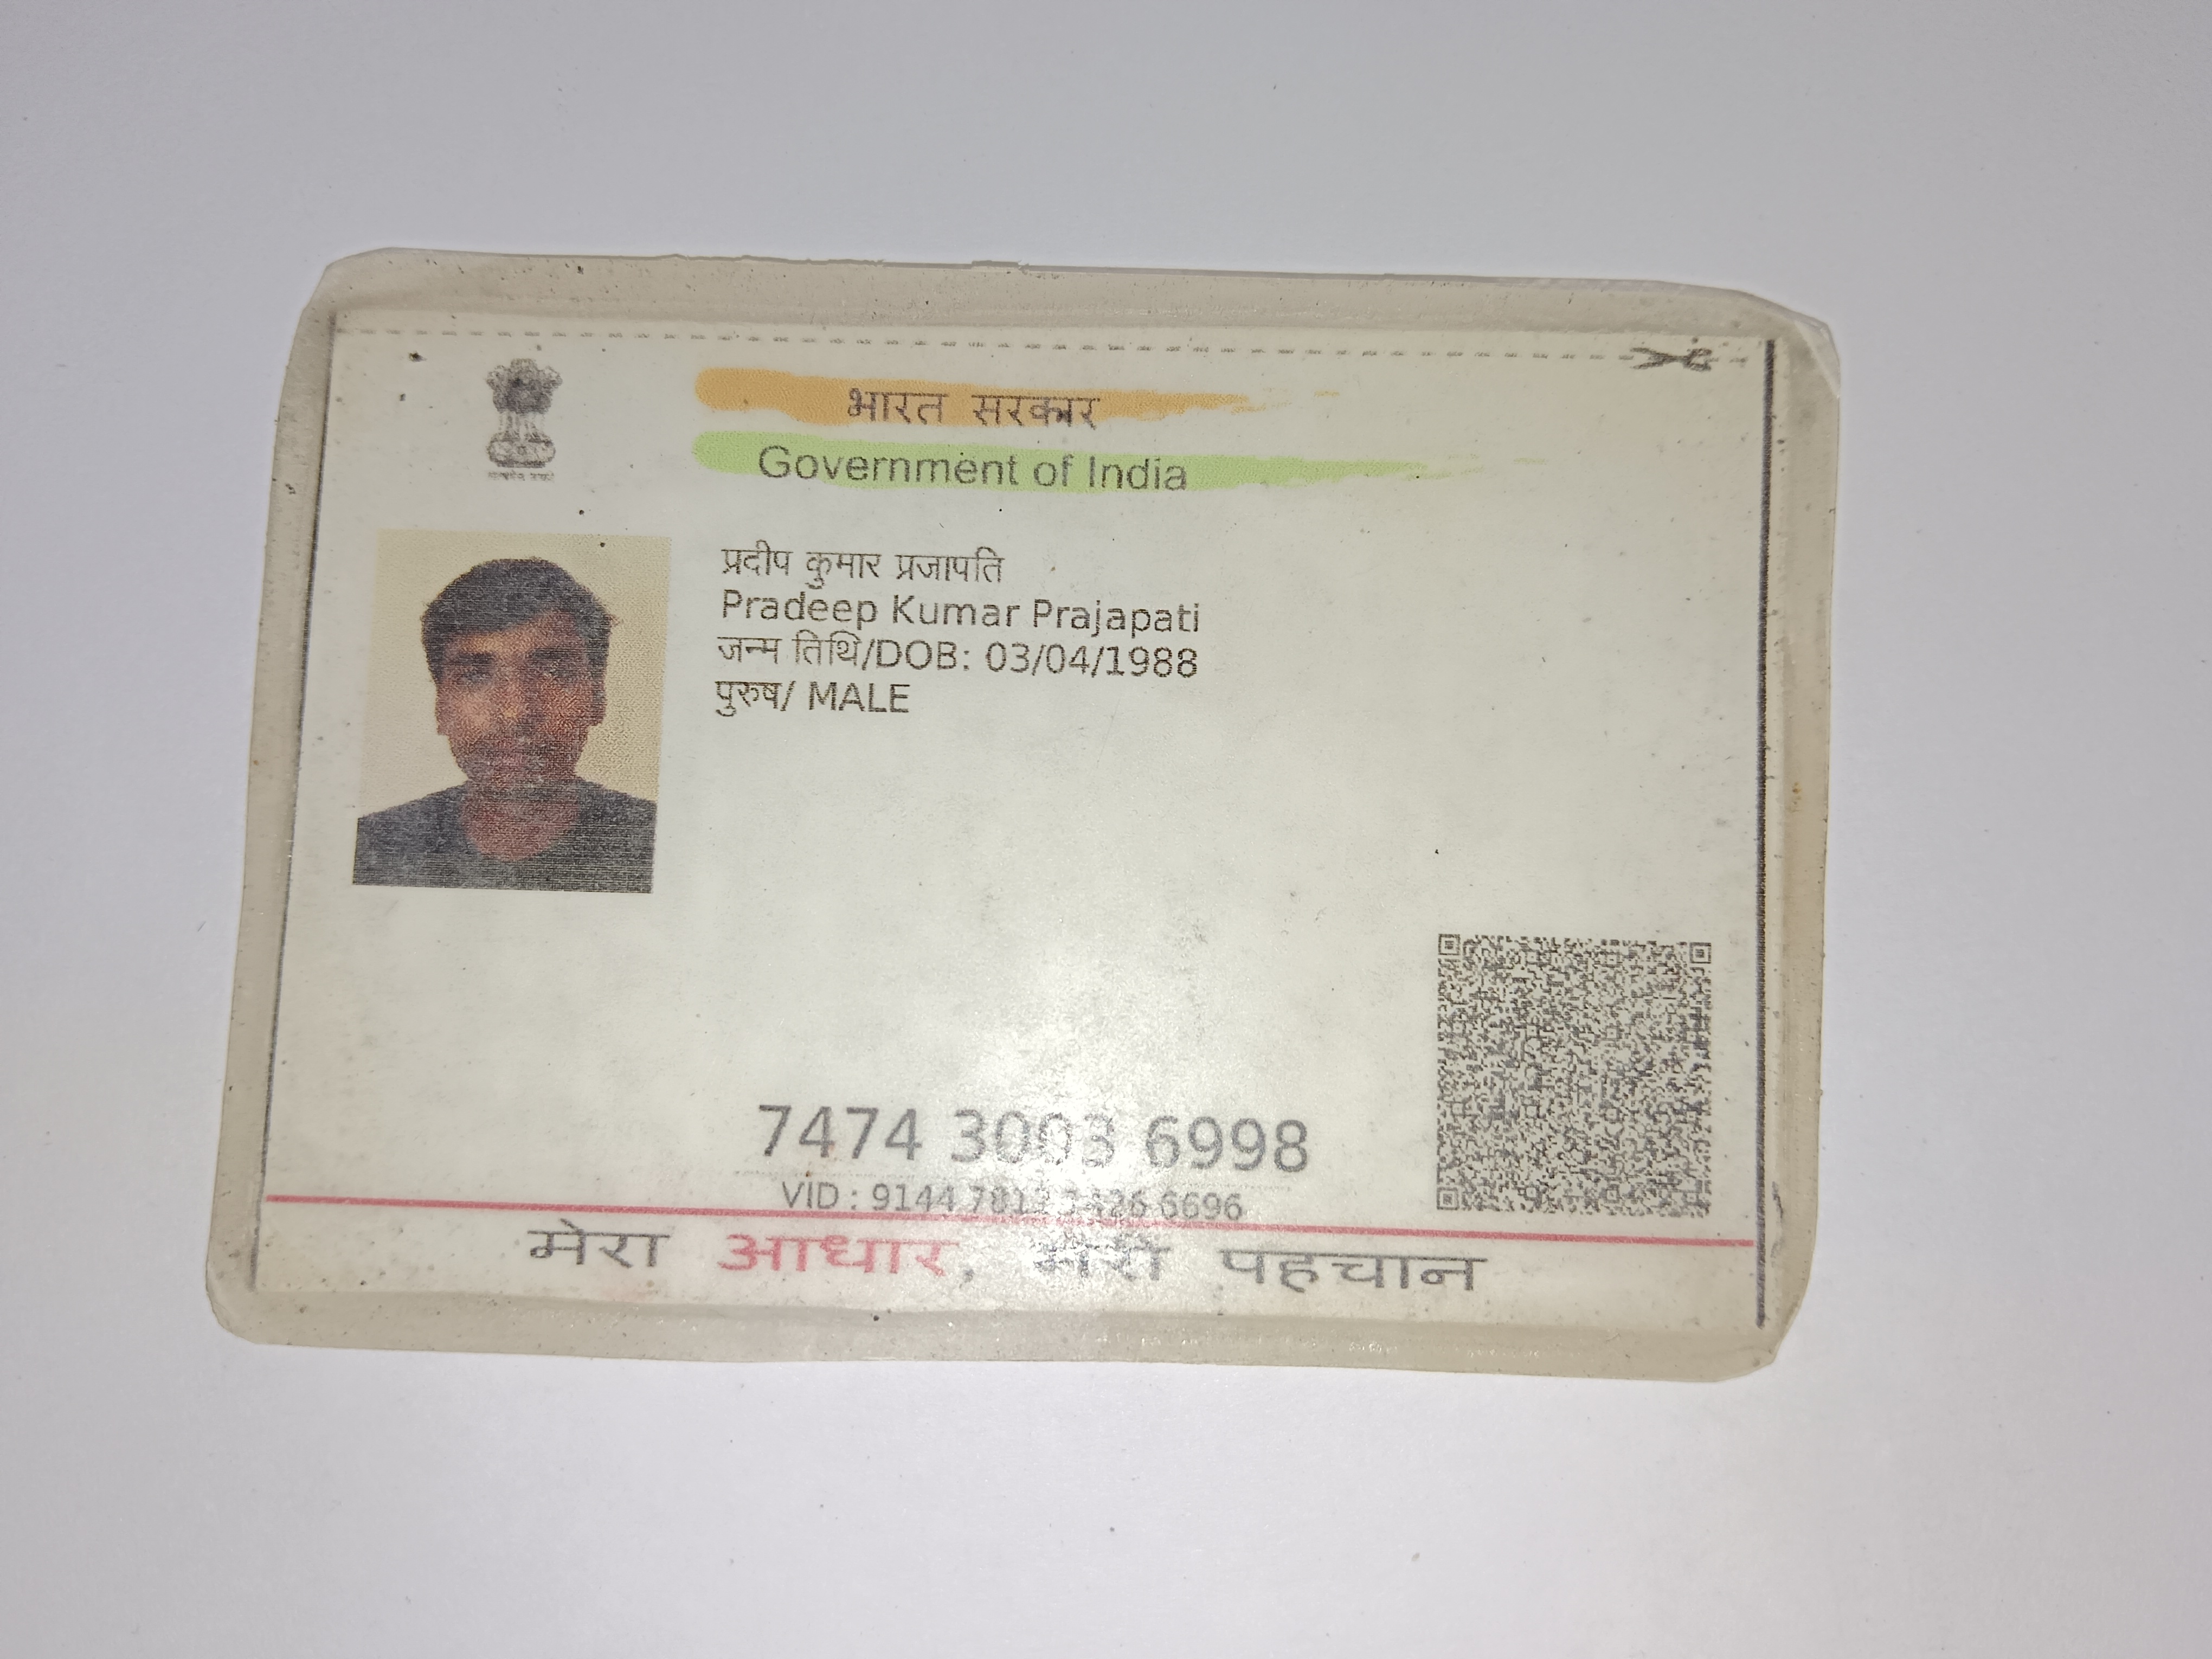 भारत सरकार
Government of India
प्रदीप कुमार प्रजापति
Pradeep Kumar Prajapati
जन्म तिथि/DOB: 03/04/1988
पुरुष/ MALE
7474 3003 6998
VID : 9144 6696
मेरा आधार, मेरी पहचान